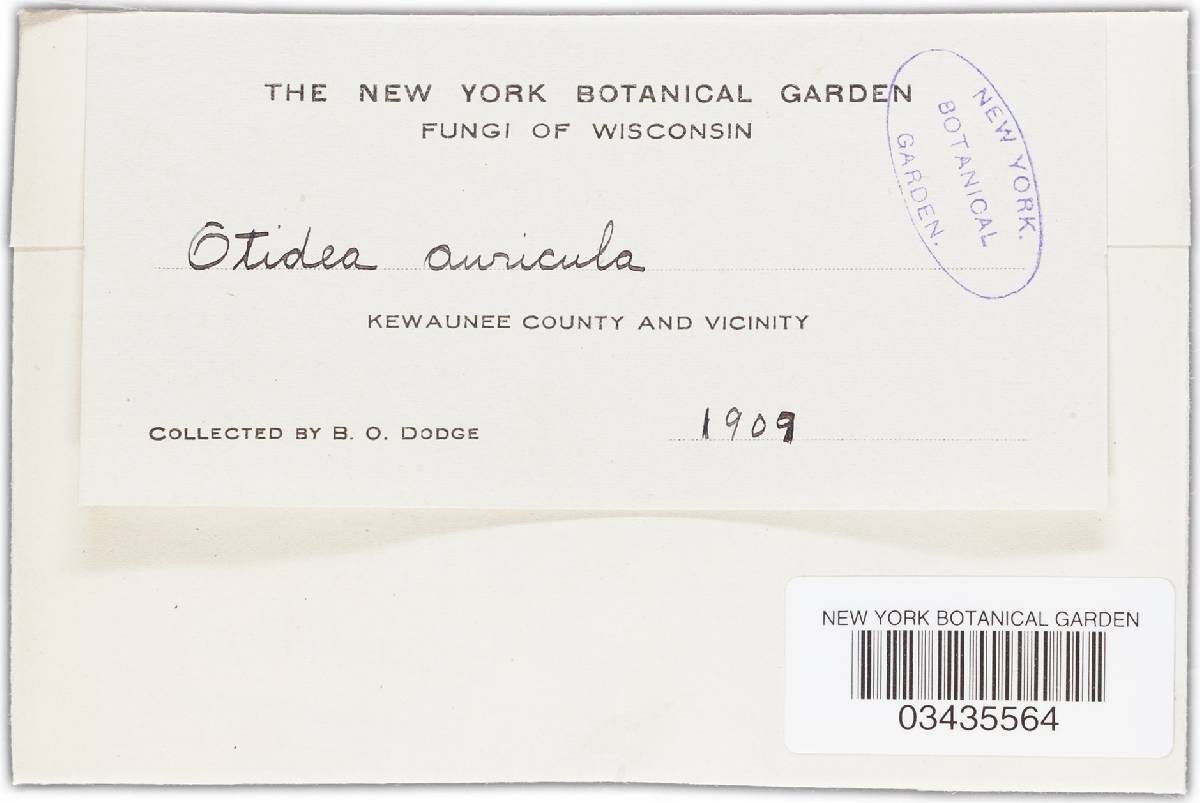 THE NEW YORK BOTANICAL GARDEN
FUNGI OF WISCONSIN
NEW YORK.
BOTANICAL
GARDEN.
Otidea auricula
KEWAUNEE COUNTY AND VICINITY
COLLECTED BY B. O. DODGE
1909
NEW YORK BOTANICAL GARDEN
03435564